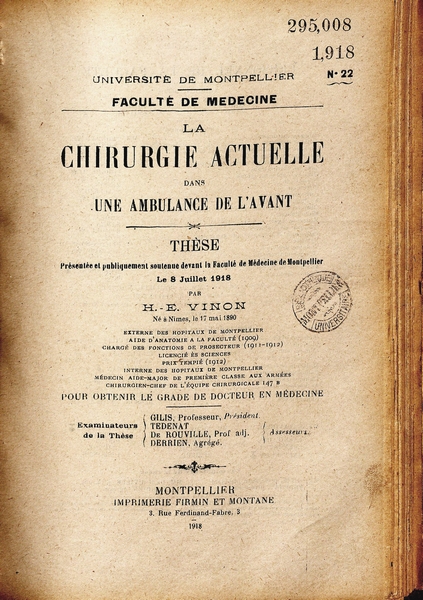 295,008
1,918
UNIVERSITÉ DE MONTPELLIER
N° 22
FACULTÉ DE MEDECINE
LA
CHIRURGIE ACTUELLE
DANS
UNE AMBULANCE DE L'AVANT
THÈSE
Présentée et publiquement soutenue devant la Faculté de Médecine de Montpellier
Le 8 Juillet 1918
PAR
H.-E. VINON
Né à Nimes, le 17 mai 1890
EXTERNE DES HOPITAUX DE MONTPELLIER
AIDE D'ANATOMIE A LA FACULTÉ (1909)
CHARGÉ DES FONCTIONS DE PROSECTEUR (1911-1912)
LICENCIÉ ÈS SCIENCES
PRIX TEMPIÉ (1912)
INTERNE DES HOPITAUX DE MONTPELLIER
MÉDECIN AIDE-MAJOR DE PREMIÈRE CLASSE AUX ARMÉES
CHIRURGIEN-CHEF DE L'ÉQUIPE CHIRURGICALE 147 B
POUR OBTENIR LE GRADE DE DOCTEUR EN MÉDECINE
Examinateurs de la Thèse
GILIS, Professeur, Président.
TEDENAT
DE ROUVILLE, Prof adj.
DERRIEN, Agrégé.
Assesseurs
MONTPELLIER
IMPRIMERIE FIRMIN ET MONTANE
3. Rue Ferdinand-Fabre, 3
1918
UNIVERSITAIRE